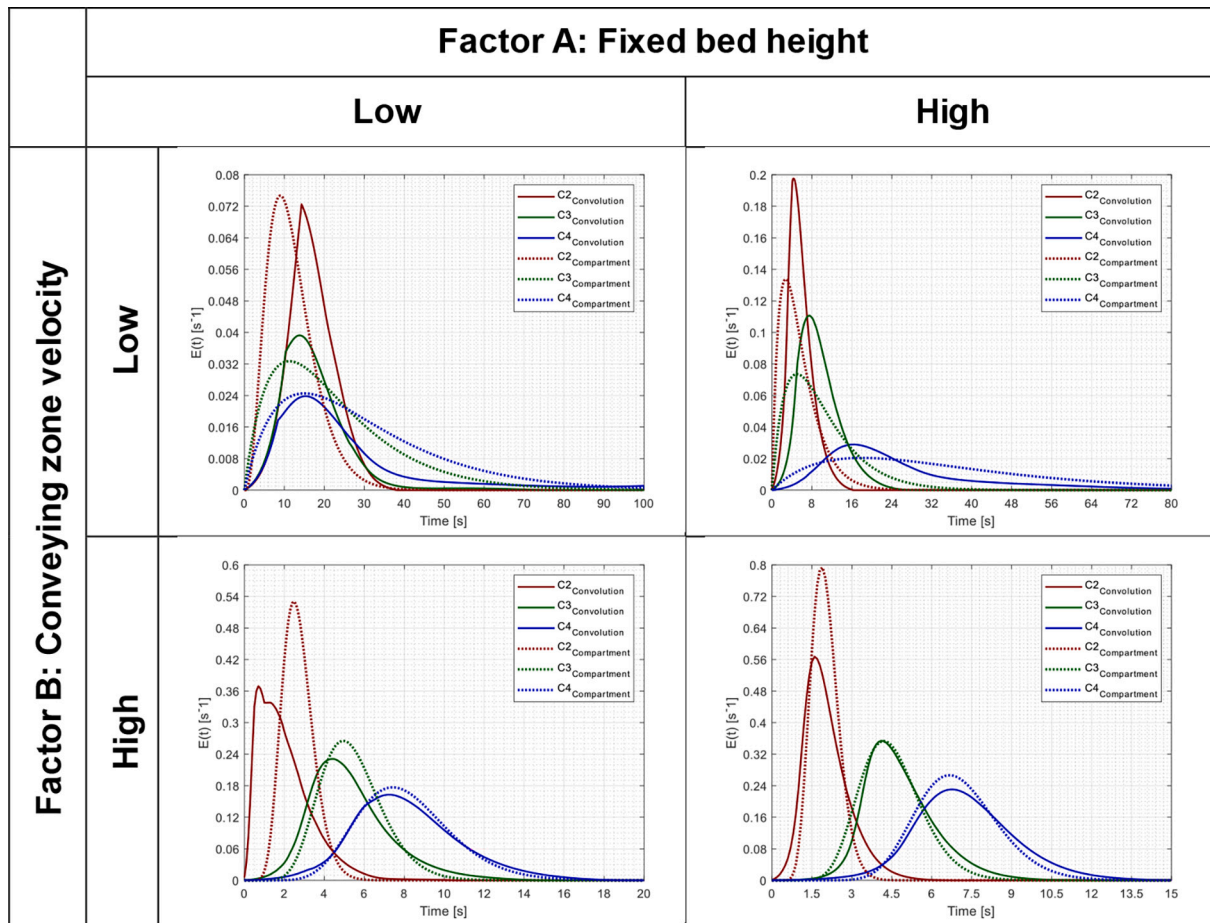 Factor A: Fixed bed height
Low
High
Factor B: Conveying zone velocity
Low
E(t) [s⁻1]
0.08
0.072
0.064
0.056
0.048
0.04
0.032
0.024
0.016
0.008
0
0 10 20 30 40 50 60 70 80 90 100
Time [s]
C2Convolution
C3Convolution
C4Convolution
C2Compartment
C3Compartment
C4Compartment
E(t) [s⁻1]
0.2
0.18
0.16
0.14
0.12
0.1
0.08
0.06
0.04
0.02
0
0 8 16 24 32 40 48 56 64 72 80
Time [s]
C2Convolution
C3Convolution
C4Convolution
C2Compartment
C3Compartment
C4Compartment
High
E(t) [s⁻1]
0.6
0.54
0.48
0.42
0.36
0.3
0.24
0.18
0.12
0.06
0
0 2 4 6 8 10 12 14 16 18 20
Time [s]
C2Convolution
C3Convolution
C4Convolution
C2Compartment
C3Compartment
C4Compartment
E(t) [s⁻1]
0.8
0.72
0.64
0.56
0.48
0.4
0.32
0.24
0.16
0.08
0
0 1.5 3 4.5 6 7.5 9 10.5 12 13.5 15
Time [s]
C2Convolution
C3Convolution
C4Convolution
C2Compartment
C3Compartment
C4Compartment